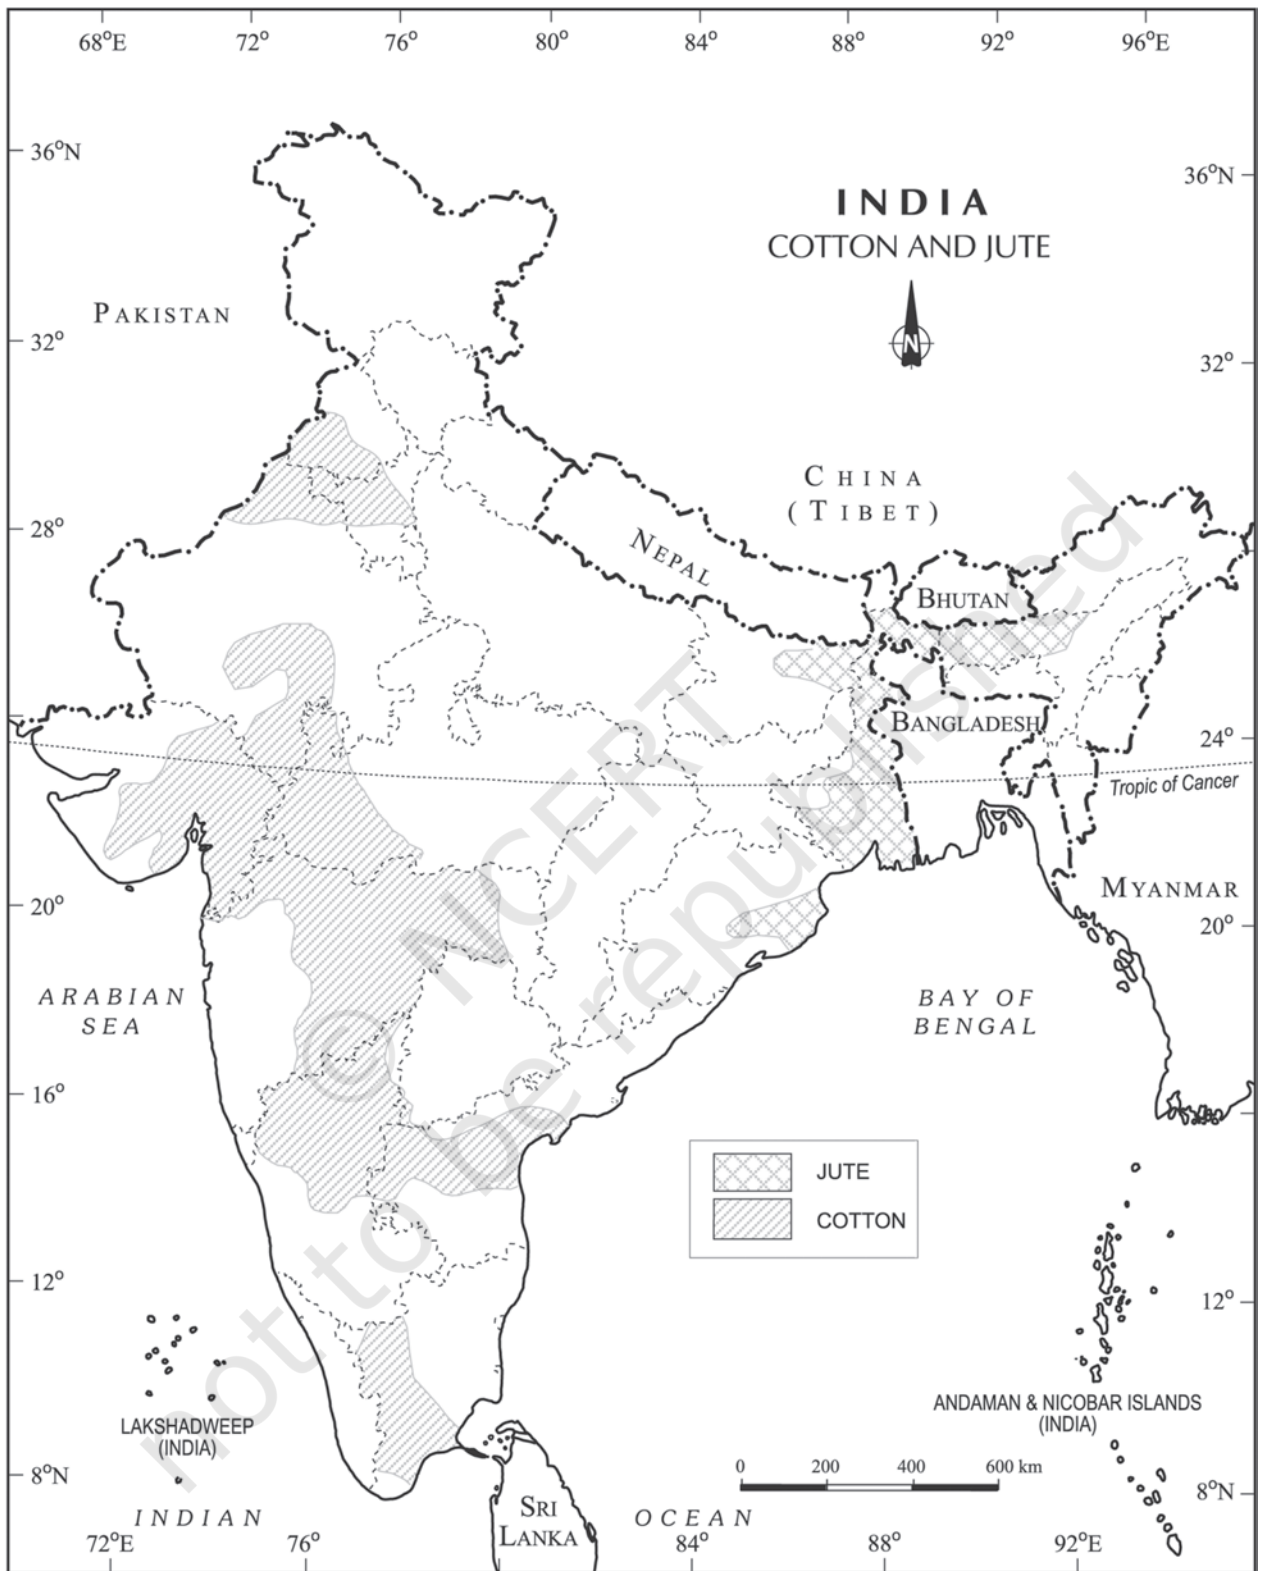 68°E 72° 76° 80° 84° 88° 92° 96°E
36°N
36°N
INDIA
COTTON AND JUTE
N
PAKISTAN
32°
32°
CHINA
(TIBET)
28°
NEPAL
BHUTAN
BANGLADESH
24°
Tropic of Cancer
MYANMAR
20°
20°
ARABIAN
SEA
BAY OF
BENGAL
16°
JUTE
COTTON
12°
12°
LAKSHADWEEP
(INDIA)
ANDAMAN & NICOBAR ISLANDS
(INDIA)
0 200 400 600 km
8°N
8°N
SRI
LANKA
INDIAN OCEAN
72°E 76° 84° 88° 92°E
© NCERT
not to be republished